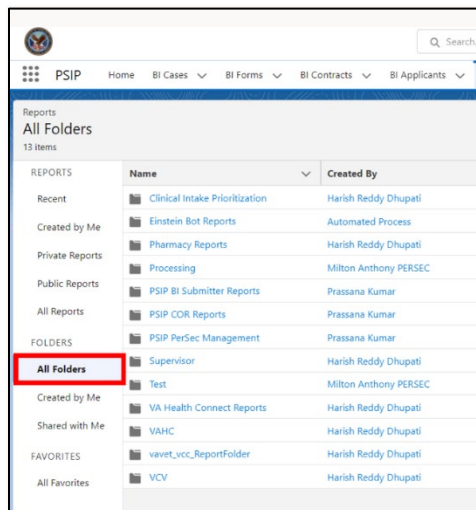 Search
PSIP Home BI Cases BI Forms BI Contracts BI Applicants
Reports
All Folders
13 items
REPORTS
Recent
Created by Me
Private Reports
Public Reports
All Reports
FOLDERS
All Folders
Created by Me
Shared with Me
FAVORITES
All Favorites
Name Created By
Clinical Intake Prioritization Harish Reddy Dhupati
Einstein Bot Reports Automated Process
Pharmacy Reports Harish Reddy Dhupati
Processing Milton Anthony PERSEC
PSIP BI Submitter Reports Prassana Kumar
PSIP COR Reports Prassana Kumar
PSIP PerSec Management Prassana Kumar
Supervisor Harish Reddy Dhupati
Test Milton Anthony PERSEC
VA Health Connect Reports Harish Reddy Dhupati
VAHC Harish Reddy Dhupati
vavet_vcc_ReportFolder Harish Reddy Dhupati
VCV Harish Reddy Dhupati